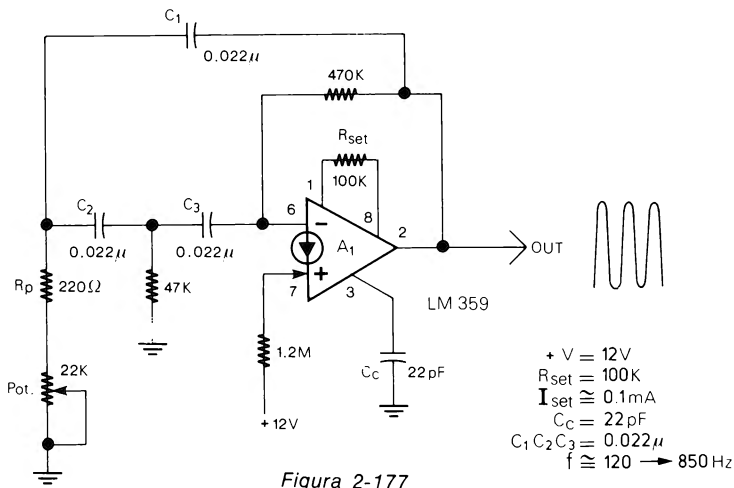 C1
0.022µ
470K
Rset
100K
1
8
C2
0.022µ
C3
0.022µ
6
−
A1
2
OUT
+
7
3
LM 359
Rp
220Ω
47K
1.2M
Cc
22pF
+12V
22K
Pot.
+ V = 12V
Rset = 100K
Iset ≅ 0.1mA
Cc = 22pF
C1 C2 C3 = 0.022µ
f ≅ 120 → 850 Hz
Figura 2-177